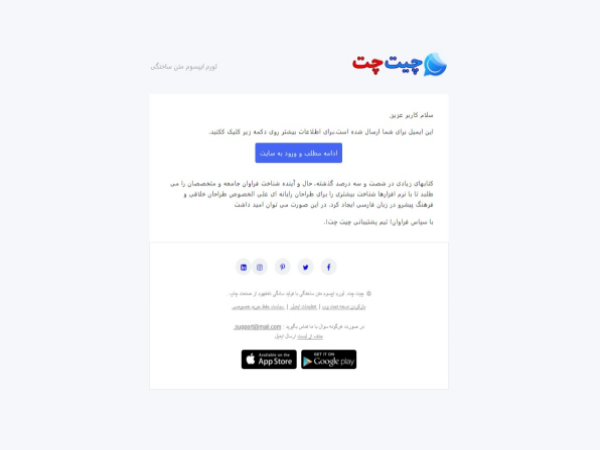 چیت چت
لورم ایپسوم متن ساختگی
سلام کاربر عزیز
این ایمیل برای شما ارسال شده است.برای اطلاعات بیشتر روی دکمه زیر کلیک کنید.
ادامه مطلب و ورود به سایت
کتابهای زیادی در شصت و سه درصد گذشته، حال و آینده شناخت فراوان جامعه و متخصصان را می
طلبد تا با نرم افزارها شناخت بیشتری را برای طراحان رایانه ای علی الخصوص طراحان خلاقی و
فرهنگ پیشرو در زبان فارسی ایجاد کرد. در این صورت می توان امید داشت
با سپاس فراوان! تیم پشتیبانی چیت چت!.
© چیت چت. لورم ایپسوم متن ساختگی با تولید سادگی نامفهوم از صنعت چاپ.
| تنظیمات ایمیل |
در صورت هرگونه سوال با ما تماس بگیرید : support@mail.com.
ارسال ایمیل
Available on the App Store
GET IT ON Google play